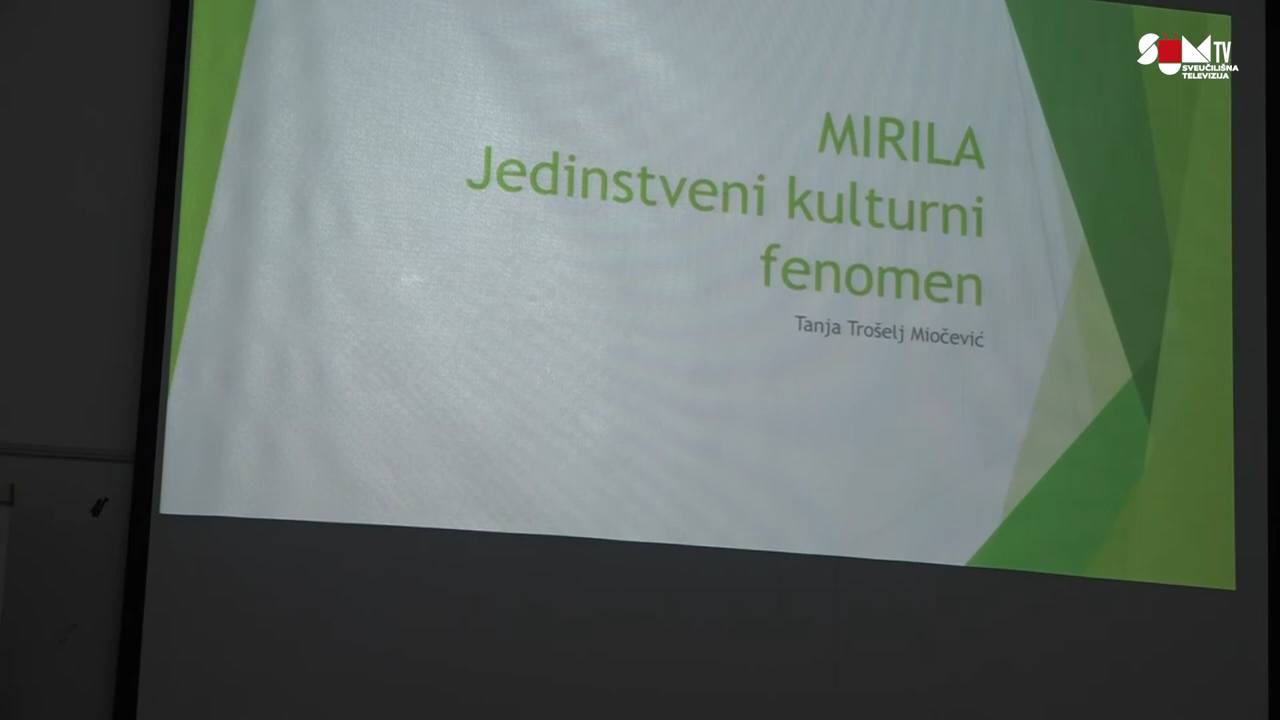 SUM TV
SVEUČILIŠNA
TELEVIZIJA
MIRILA
Jedinstveni kulturni
fenomen
Tanja Trošelj Miočević